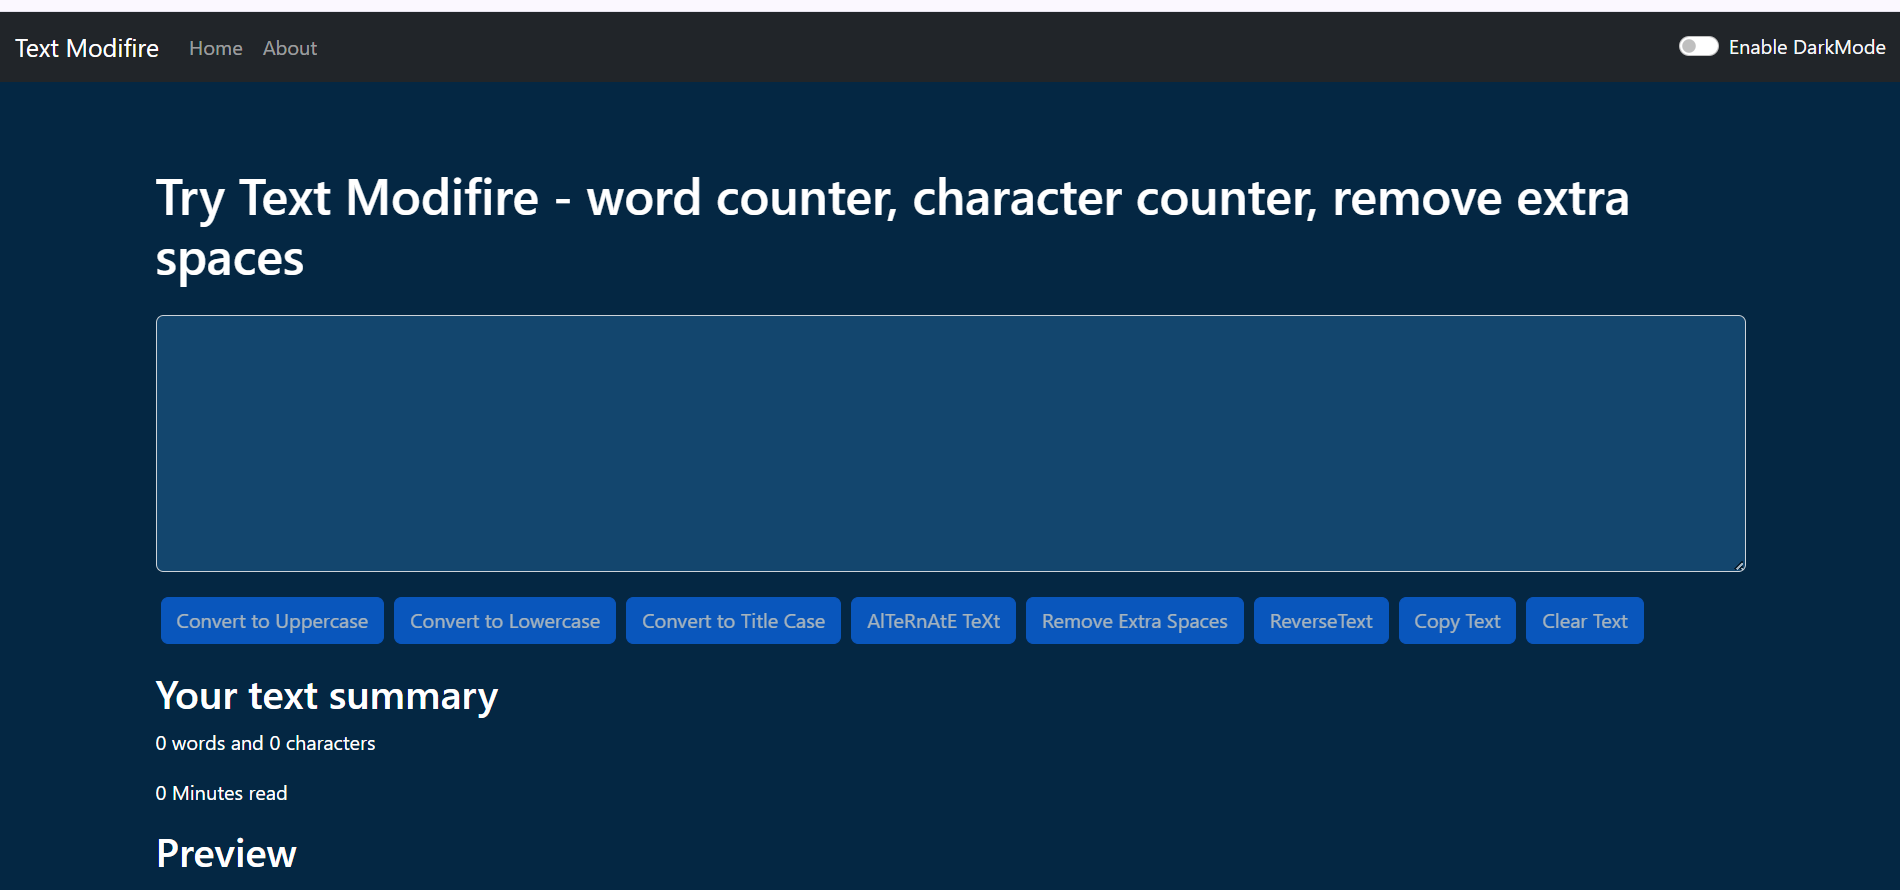 Text Modifire Home About Enable DarkMode
Try Text Modifire - word counter, character counter, remove extra
spaces
Convert to Uppercase Convert to Lowercase Convert to Title Case AlTeRnAtE TeXt Remove Extra Spaces ReverseText Copy Text Clear Text
Your text summary
0 words and 0 characters
0 Minutes read
Preview